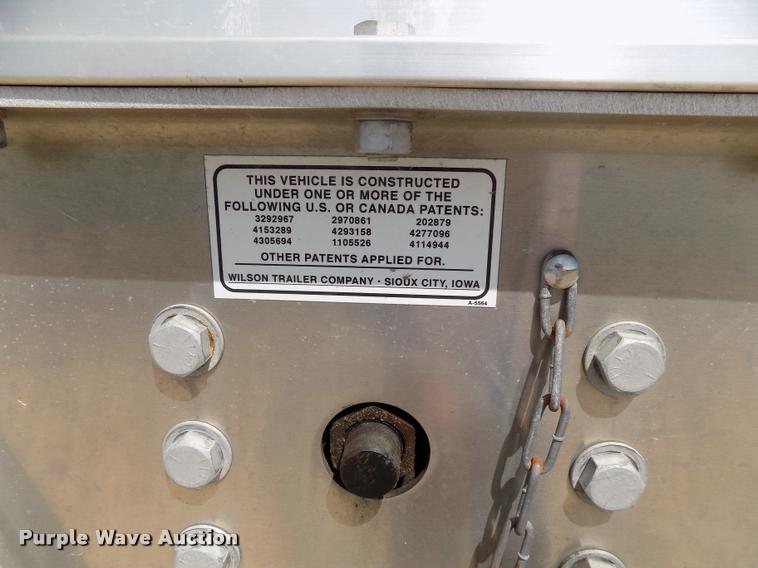 THIS VEHICLE IS CONSTRUCTED
UNDER ONE OR MORE OF THE
FOLLOWING U.S. OR CANADA PATENTS:
3292967 2970861 202879
4153289 4293158 4277096
4305694 1105526 4114944
OTHER PATENTS APPLIED FOR.
WILSON TRAILER COMPANY · SIOUX CITY, IOWA
A-5564
Purple Wave Auction